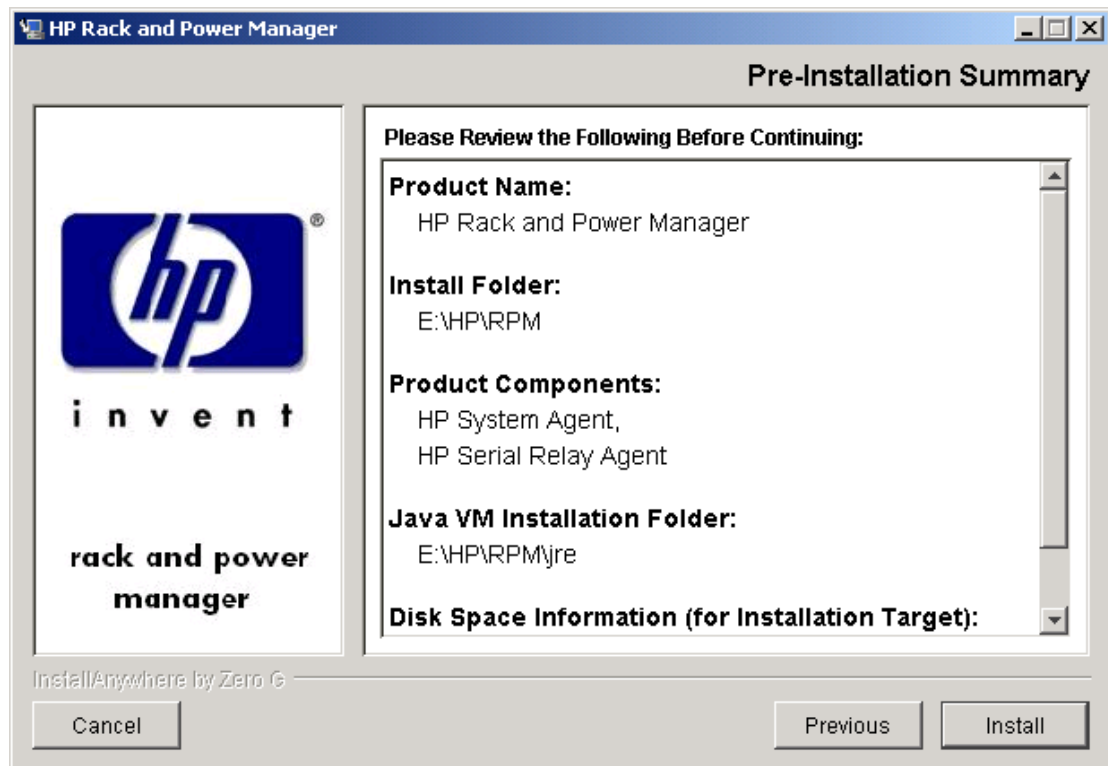 HP Rack and Power Manager
Pre-Installation Summary
hp
®
invent
rack and power
manager
Please Review the Following Before Continuing:
Product Name:
HP Rack and Power Manager
Install Folder:
E:\HP\RPM
Product Components:
HP System Agent,
HP Serial Relay Agent
Java VM Installation Folder:
E:\HP\RPM\jre
Disk Space Information (for Installation Target):
InstallAnywhere by Zero G
Cancel
Previous
Install